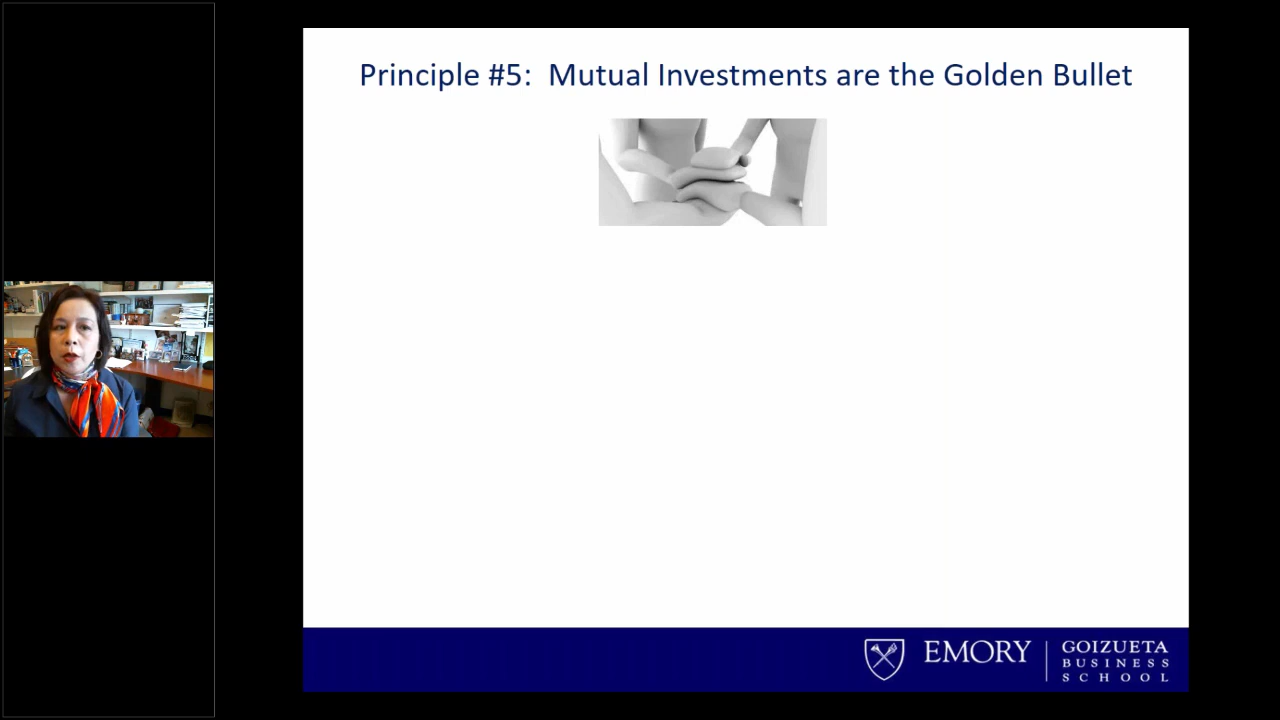 Principle #5:  Mutual Investments are the Golden Bullet
EMORY
GOIZUETA
BUSINESS
SCHOOL